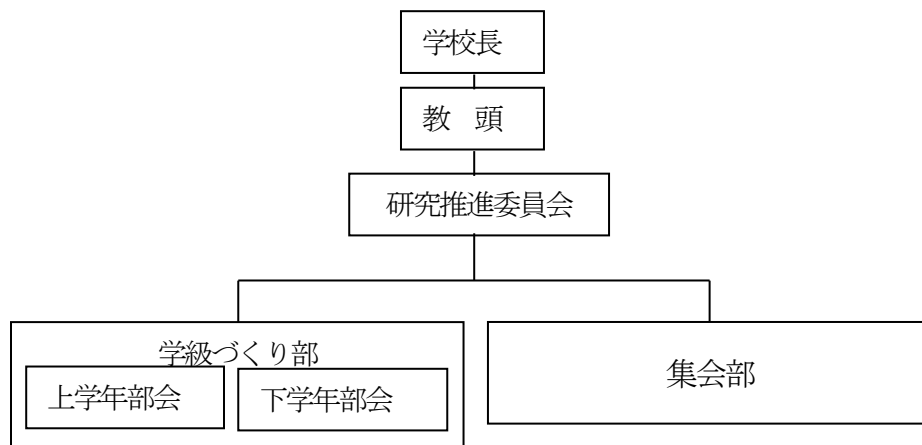 学校長
教　頭
研究推進委員会
学級づくり部
上学年部会
下学年部会
集会部